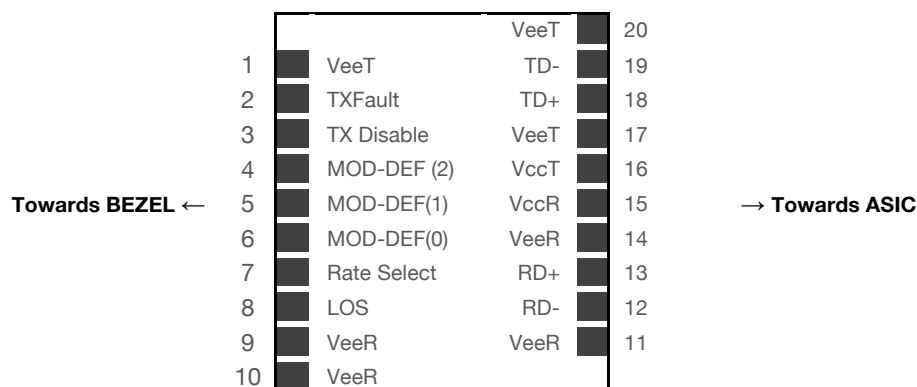 VeeT 20
1 VeeT TD- 19
2 TXFault TD+ 18
3 TX Disable VeeT 17
4 MOD-DEF (2) VccT 16
Towards BEZEL ← 5 MOD-DEF(1) VccR 15 → Towards ASIC
6 MOD-DEF(0) VeeR 14
7 Rate Select RD+ 13
8 LOS RD- 12
9 VeeR VeeR 11
10 VeeR